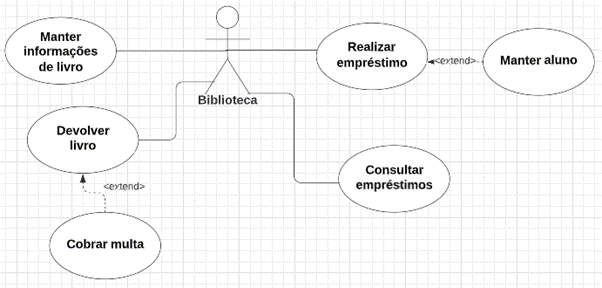 Manter
informações
de livro
Realizar
empréstimo
<extend>
Manter aluno
Biblioteca
Devolver
livro
Consultar
empréstimos
<extend>
Cobrar multa